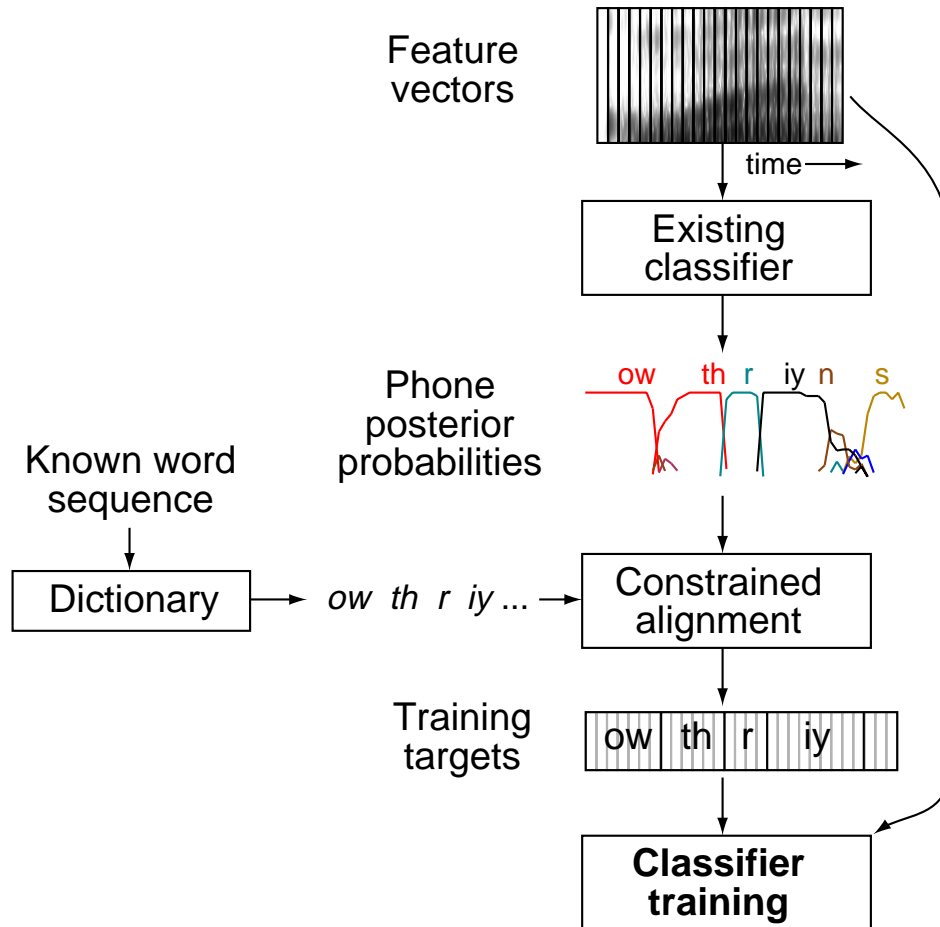 Feature
vectors
time
Existing
classifier
ow th r iy n s
Phone
posterior
probabilities
Known word
sequence
Dictionary
ow th r iy ...
Constrained
alignment
Training
targets
ow th r iy
Classifier
training